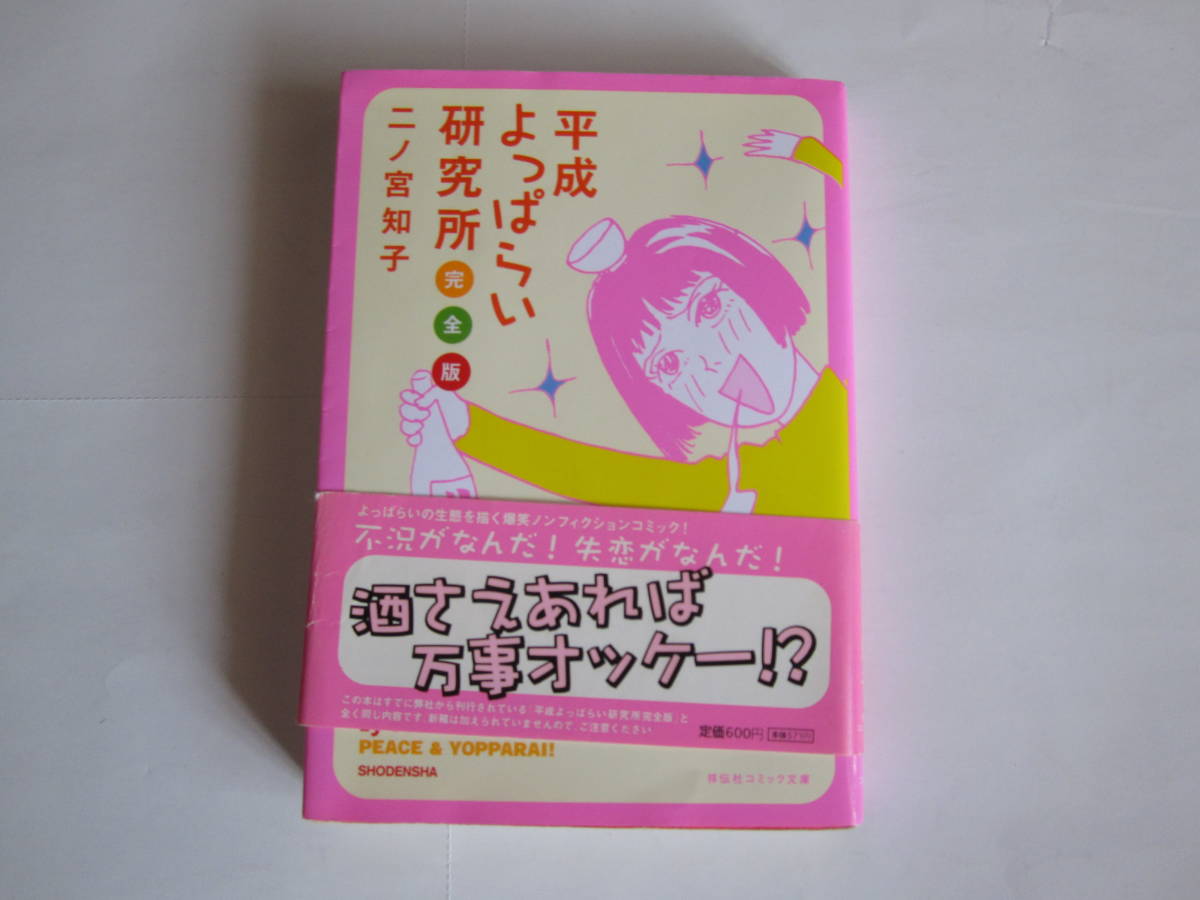 平成
よっぱらい
研究所
完全版
二ノ宮知子
よっぱらいの生態を描く爆笑ノンフィクションコミック!
不況がなんだ! 失恋がなんだ!
酒さえあれば
万事オッケー!?
この本はすでに弊社から刊行されている「平成よっぱらい研究所完全版」と
全く同じ内容です。新稿は加えられていませんので、ご注意ください
定価600円 本体571円
PEACE & YOPPARAI!
SHODENSHA
祥伝社コミック文庫